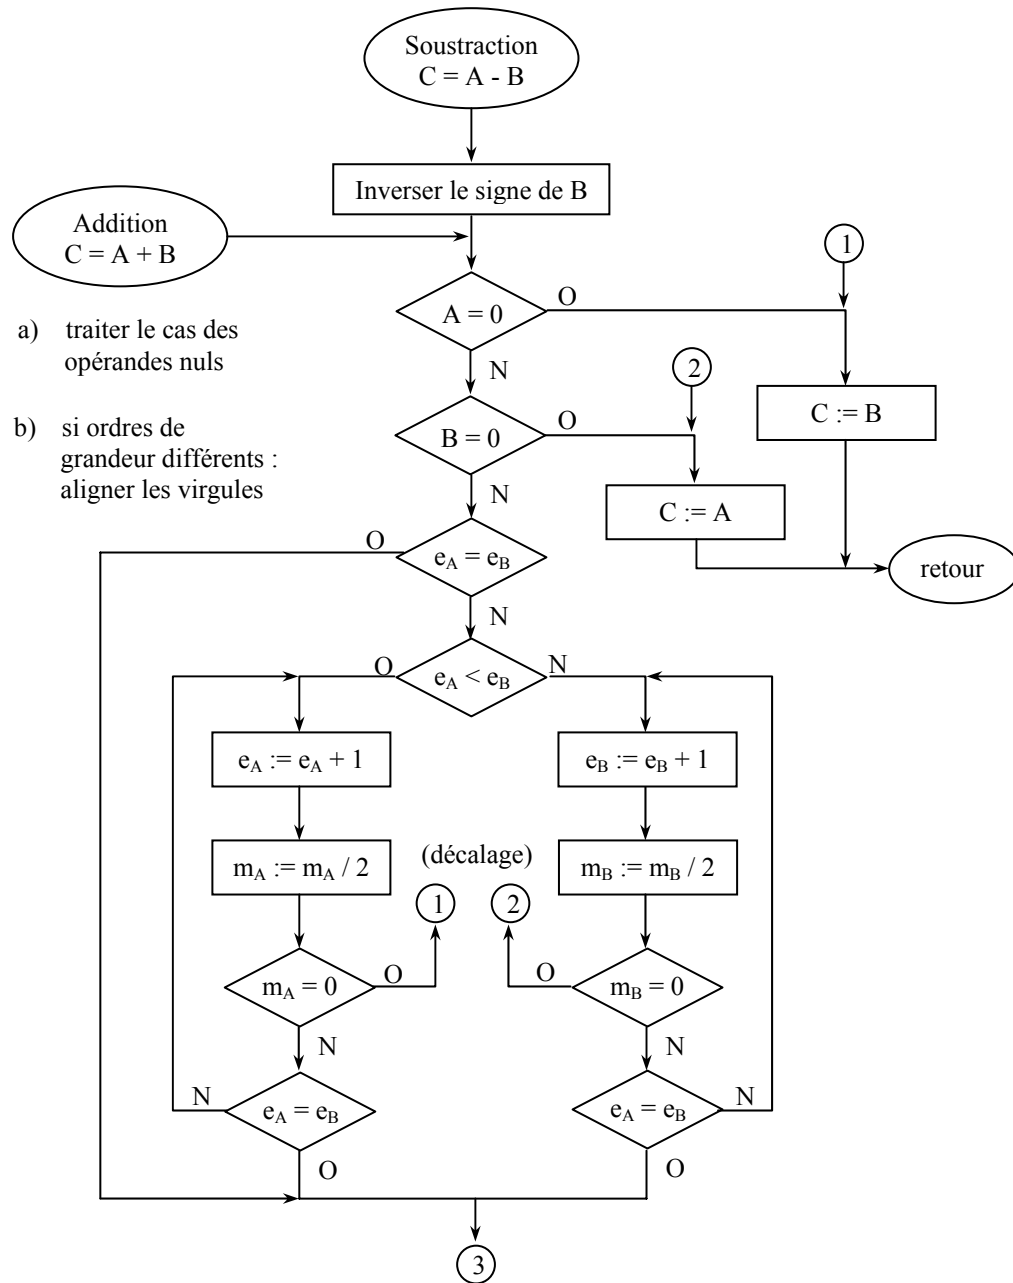 Soustraction
C = A - B
Inverser le signe de B
Addition
C = A + B
1
A = 0
O
a) traiter le cas des
opérandes nuls
N
2
C := B
b) si ordres de
grandeur différents :
aligner les virgules
B = 0
O
N
C := A
O
e_A = e_B
retour
N
O
e_A < e_B
N
e_A := e_A + 1
e_B := e_B + 1
m_A := m_A / 2
(décalage)
m_B := m_B / 2
1
2
m_A = 0
O
O
m_B = 0
N
N
N
e_A = e_B
e_A = e_B
N
O
O
3